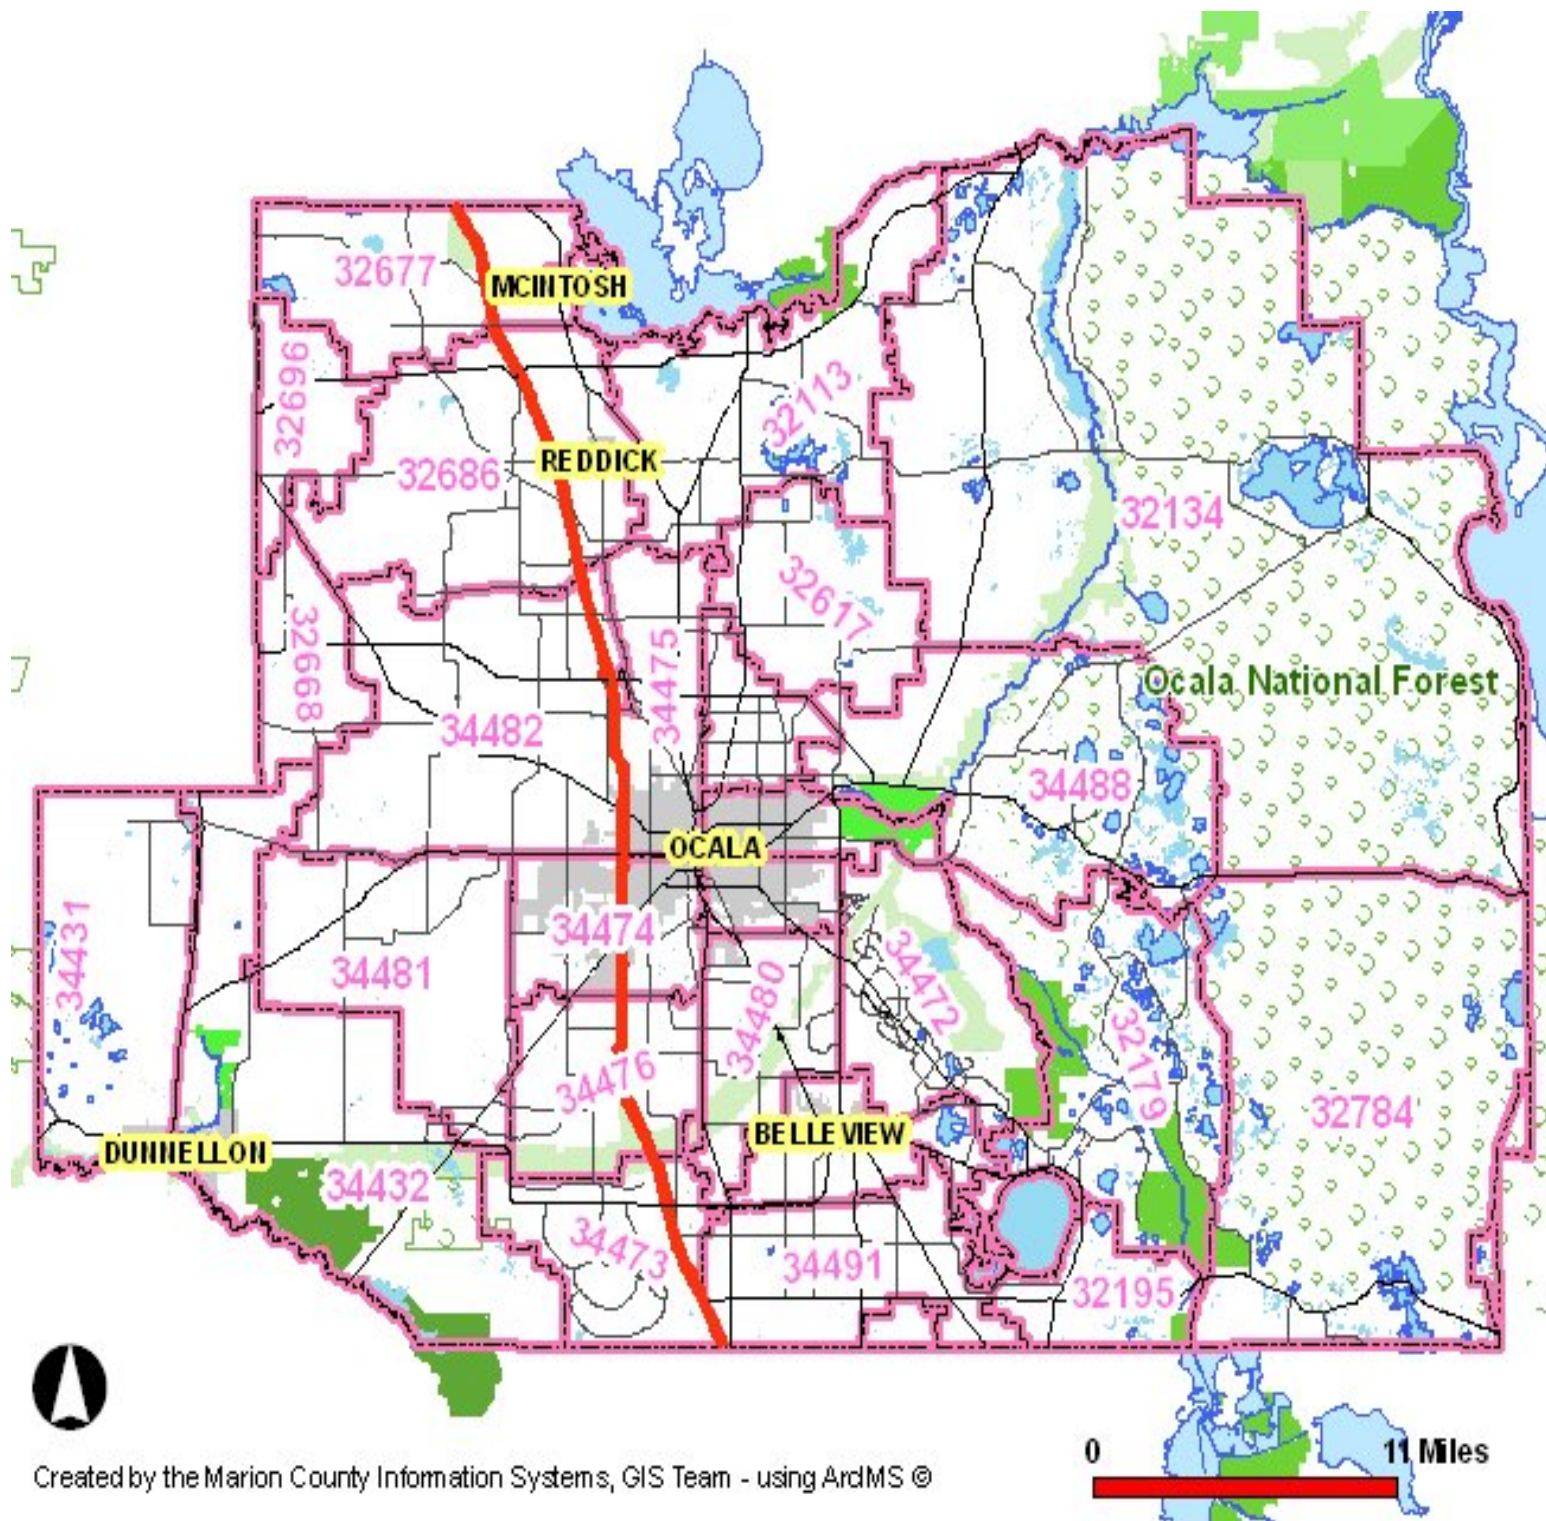 32677
MCINTOSH
32696
32113
REDDICK
32686
32134
32617
32668
34475
Ocala National Forest
34482
34488
OCALA
34431
34474
34481
34472
34480
32179
34476
32784
BELLEVIEW
DUNNELLON
34432
34473
34491
32195
0 11 Miles
Created by the Marion County Information Systems, GIS Team - using ArcIMS ©